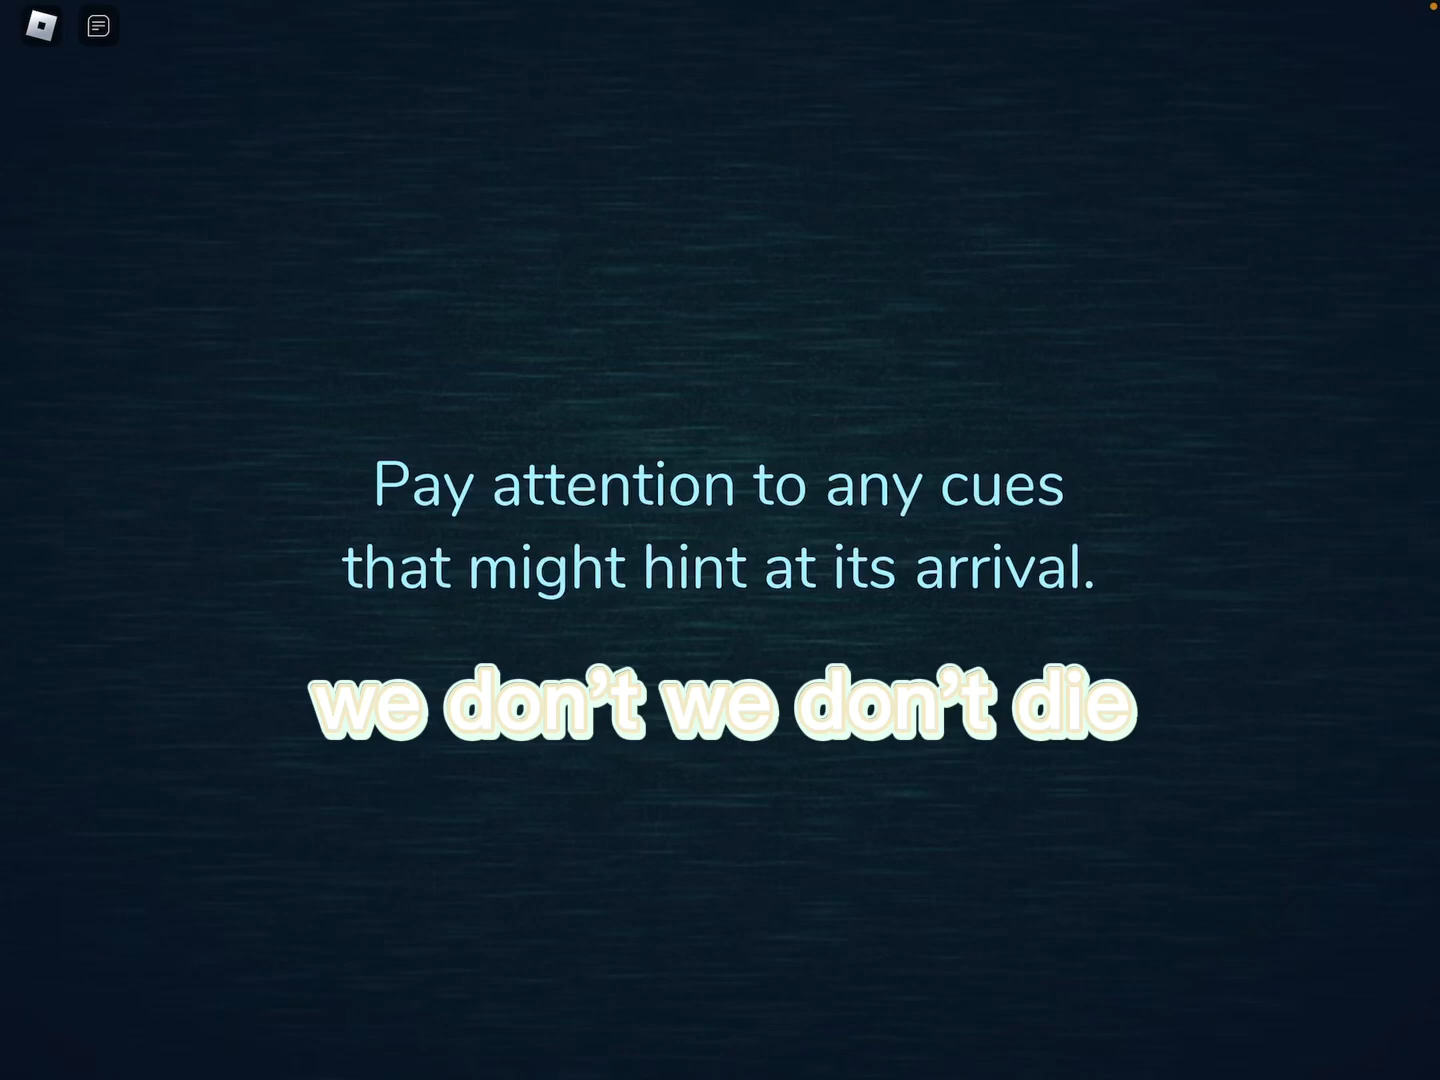 Pay attention to any cues
that might hint at its arrival.
we don't we don't die